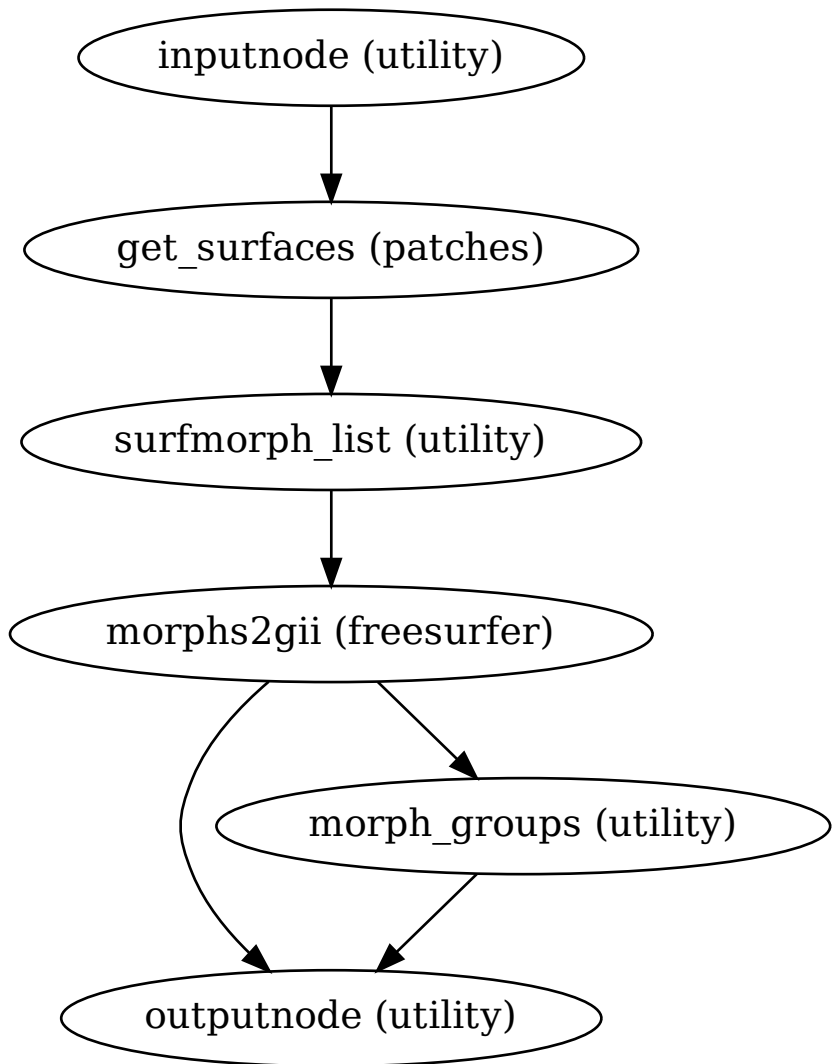 inputnode (utility)
get_surfaces (patches)
surfmorph_list (utility)
morphs2gii (freesurfer)
morph_groups (utility)
outputnode (utility)